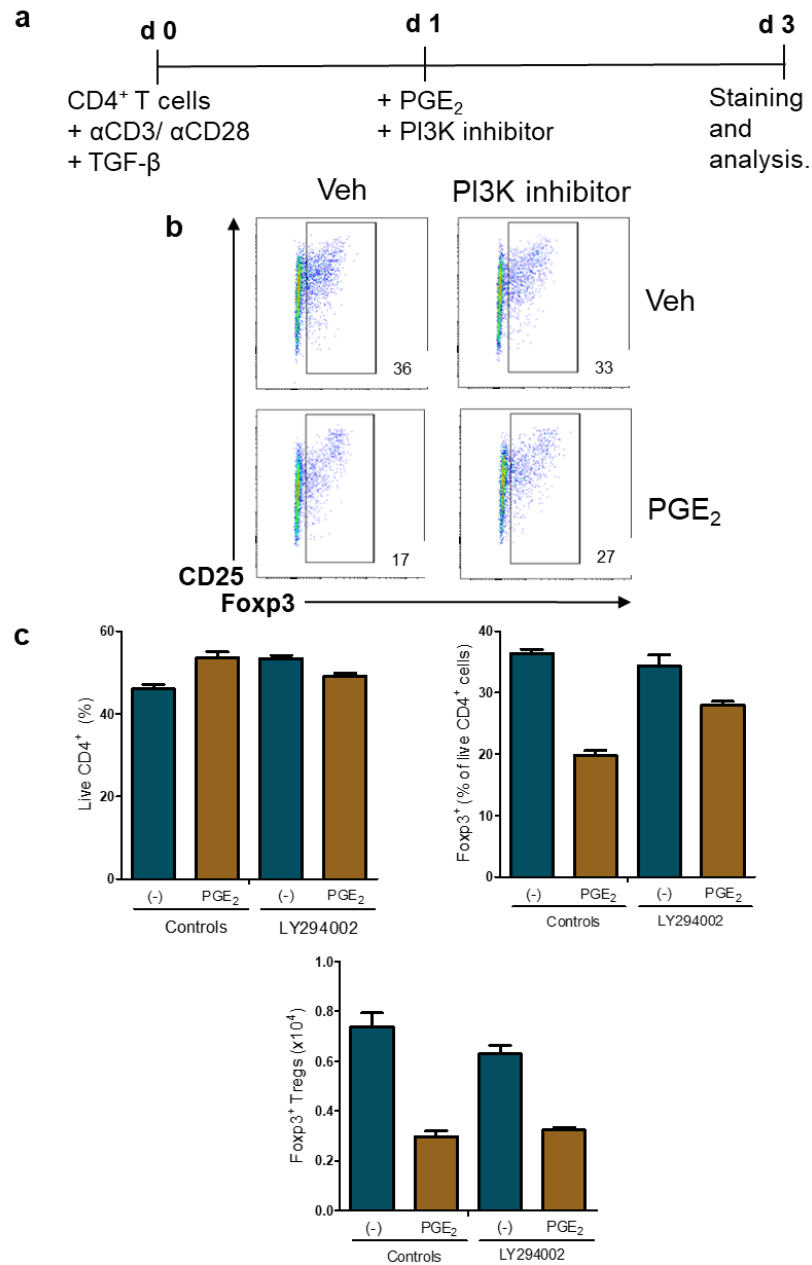 a
d 0
d 1
d 3
CD4⁺ T cells
+ αCD3/ αCD28
+ TGF-β
+ PGE₂
+ PI3K inhibitor
Staining
and
analysis.
b
Veh
PI3K inhibitor
36
33
Veh
17
27
PGE₂
CD25
Foxp3
c
Live CD4⁺ (%)
60
40
20
0
(-)
PGE₂
(-)
PGE₂
Controls
LY294002
Foxp3⁺ (% of live CD4⁺ cells)
40
30
20
10
0
(-)
PGE₂
(-)
PGE₂
Controls
LY294002
Foxp3⁺ Tregs (x10⁴)
1.0
0.8
0.6
0.4
0.2
0.0
(-)
PGE₂
(-)
PGE₂
Controls
LY294002